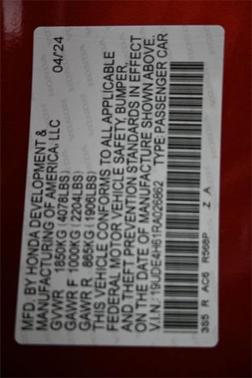 MFD. BY HONDA DEVELOPMENT &
MANUFACTURING OF AMERICA, LLC 04/24
GVWR 1850KG (4078LBS)
GAWR F 1000KG (2204LBS)
GAWR R 865KG (1906LBS)
THIS VEHICLE CONFORMS TO ALL APPLICABLE
FEDERAL MOTOR VEHICLE SAFETY, BUMPER,
AND THEFT PREVENTION STANDARDS IN EFFECT
ON THE DATE OF MANUFACTURE SHOWN ABOVE.
V.I.N.: 19UDE4H61RA026862 TYPE PASSENGER CAR
Z A
3S5 R AC6 R568P